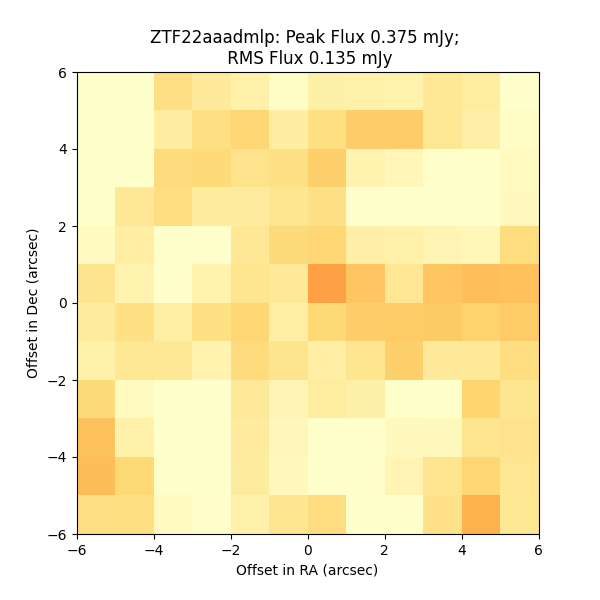 ZTF22aaadmlp: Peak Flux 0.375 mJy;
RMS Flux 0.135 mJy
6
4
2
0
−2
−4
−6
Offset in Dec (arcsec)
−6 −4 −2 0 2 4 6
Offset in RA (arcsec)